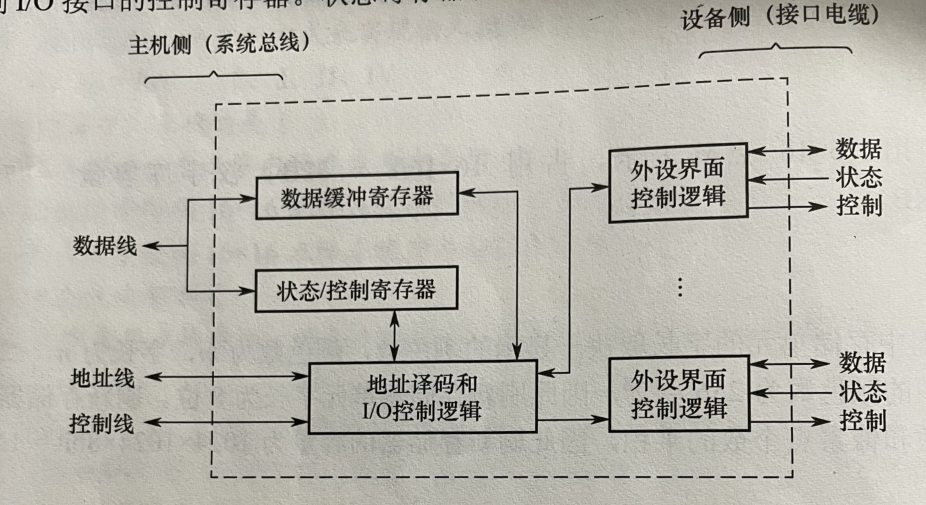 I/O 接口的控制寄存器。状态
设备侧（接口电缆）
主机侧（系统总线）
数据缓冲寄存器
外设界面
控制逻辑
数据
状态
控制
数据线
状态/控制寄存器
⋮
地址线
控制线
地址译码和
I/O控制逻辑
外设界面
控制逻辑
数据
状态
控制